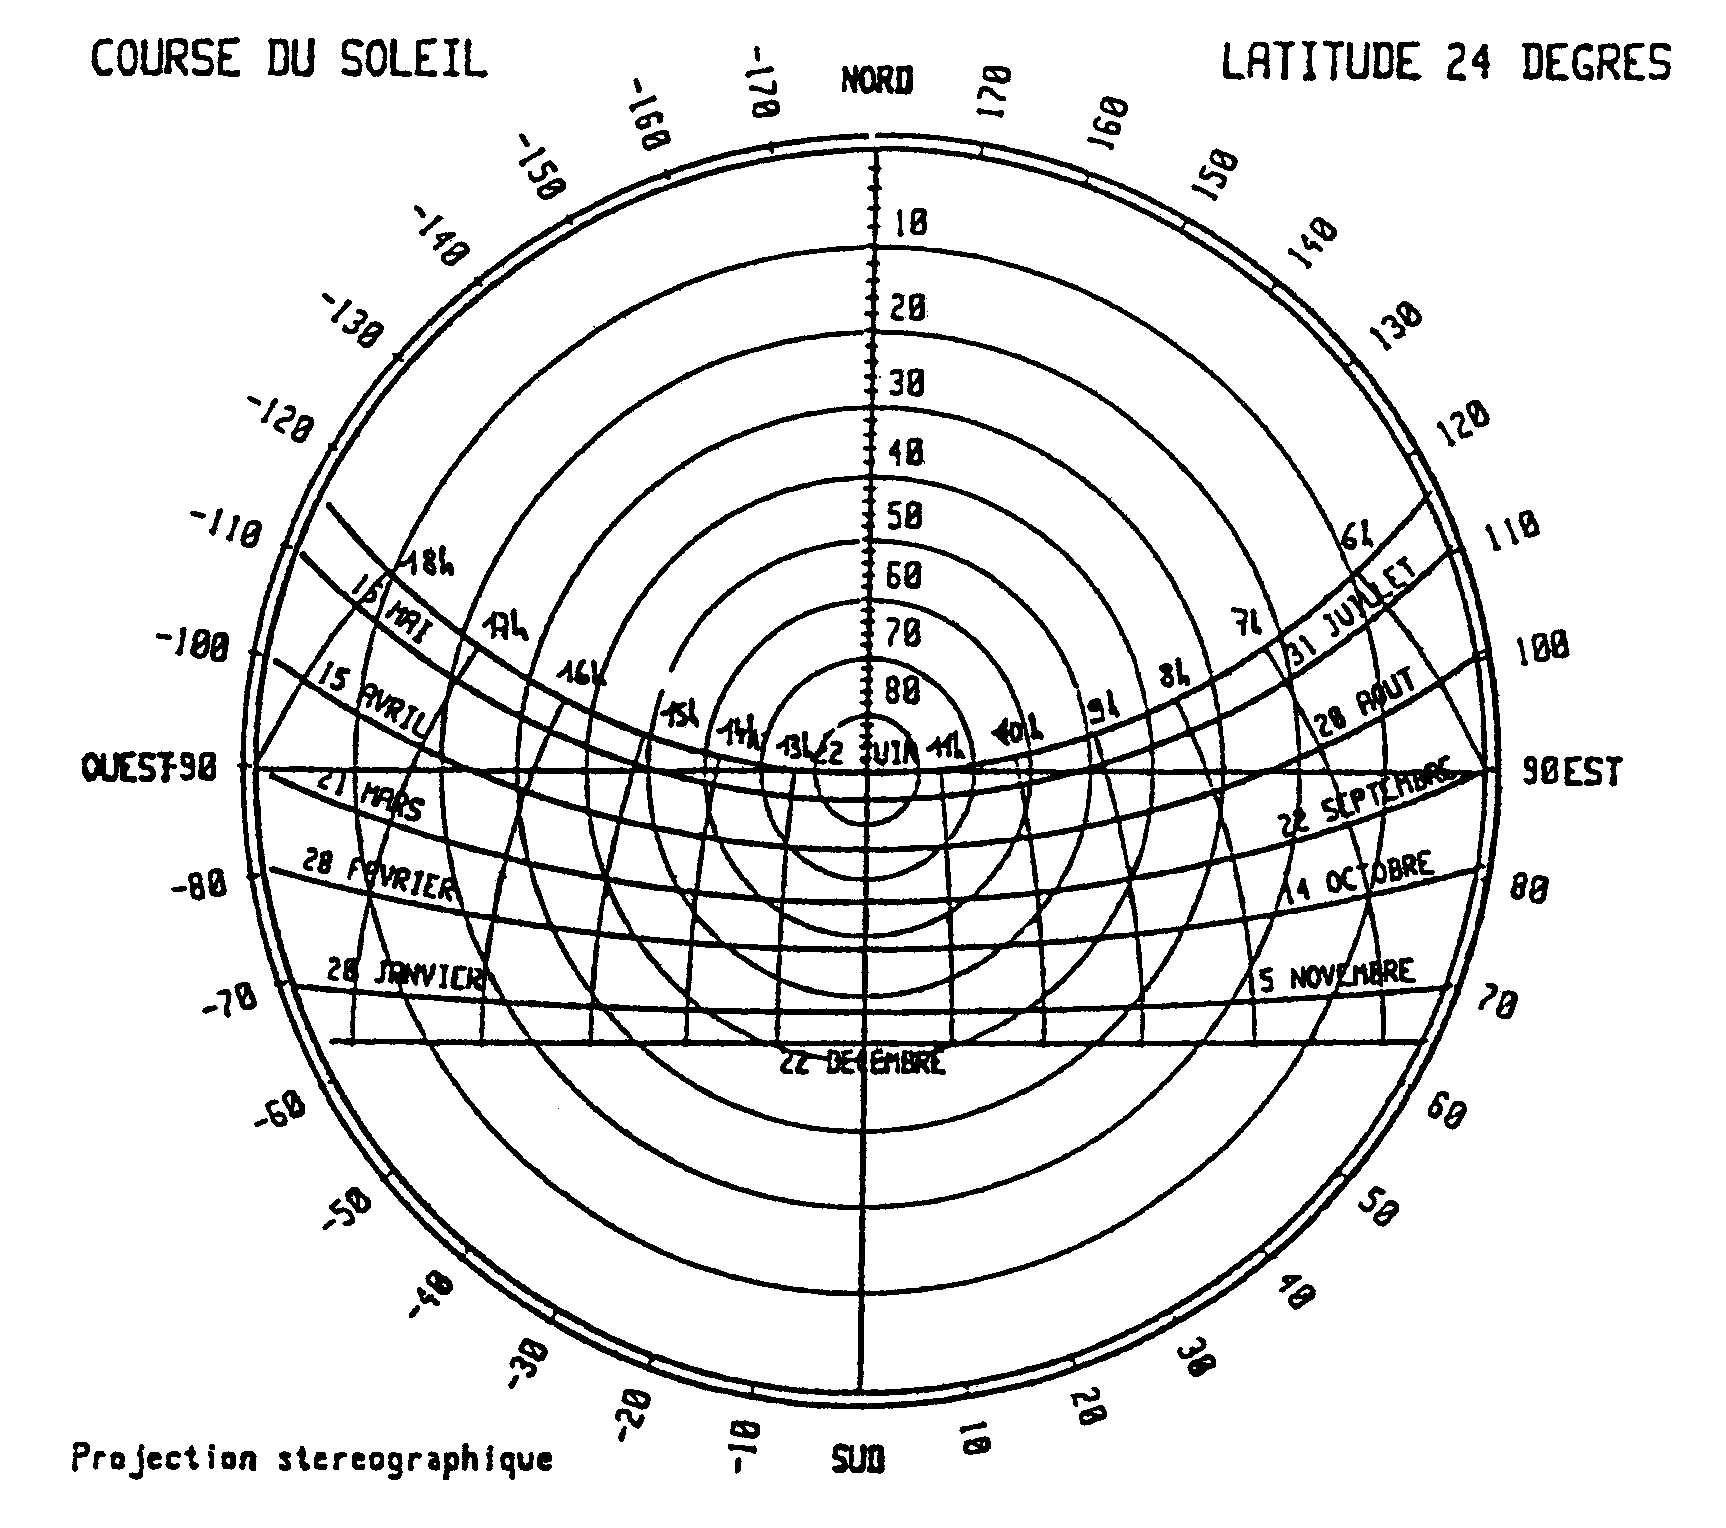 COURSE DU SOLEIL
LATITUDE 24 DEGRES
NORD
-170
170
-160
160
-150
150
-140
140
-130
130
-120
120
-110
110
-100
100
OUEST-90
90EST
-80
80
-70
70
-60
60
-50
50
-40
40
-30
30
-20
20
-10
10
SUD
10
20
30
40
50
60
70
80
18h
17h
16h
15h
14h
13h
11h
10h
9h
8h
7h
6h
22 JUIN
15 MAI
31 JUILLET
15 AVRIL
28 AOUT
21 MARS
22 SEPTEMBRE
28 FEVRIER
14 OCTOBRE
28 JANVIER
5 NOVEMBRE
22 DECEMBRE
Projection stereographique